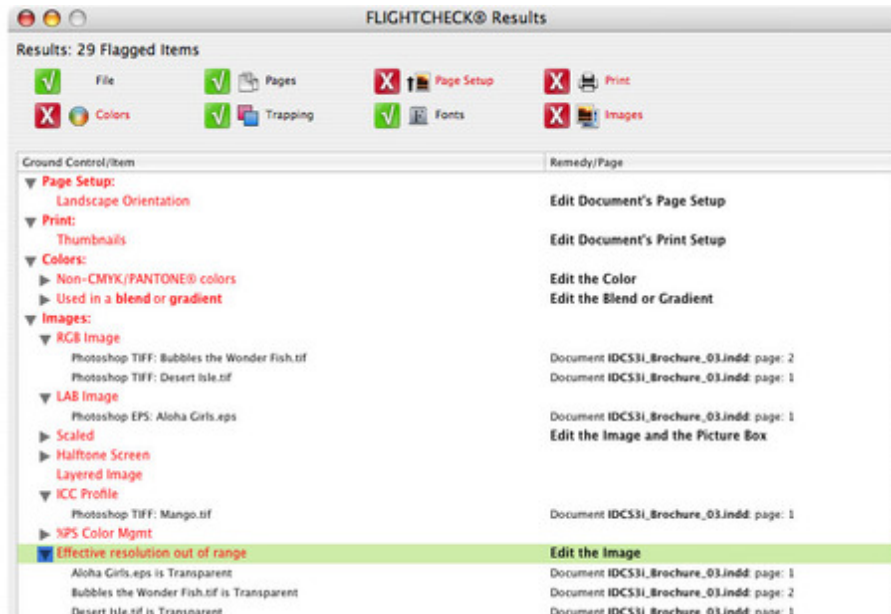 FLIGHTCHECK® Results
Results: 29 Flagged Items
File Pages Page Setup Print
Colors Trapping Fonts Images
Ground Control/Item Remedy/Page
Page Setup:
Landscape Orientation Edit Document's Page Setup
Print:
Thumbnails Edit Document's Print Setup
Colors:
Non-CMYK/PANTONE® colors Edit the Color
Used in a blend or gradient Edit the Blend or Gradient
Images:
RGB Image
Photoshop TIFF: Bubbles the Wonder Fish.tif Document IDCS3i_Brochure_03.indd: page: 2
Photoshop TIFF: Desert Isle.tif Document IDCS3i_Brochure_03.indd: page: 1
LAB Image
Photoshop EPS: Aloha Girls.eps Document IDCS3i_Brochure_03.indd: page: 1
Scaled Edit the Image and the Picture Box
Halftone Screen
Layered Image
ICC Profile
Photoshop TIFF: Mango.tif Document IDCS3i_Brochure_03.indd: page: 1
%PS Color Mgmt
Effective resolution out of range Edit the Image
Aloha Girls.eps is Transparent Document IDCS3i_Brochure_03.indd: page: 1
Bubbles the Wonder Fish.tif is Transparent Document IDCS3i_Brochure_03.indd: page: 2
Desert Isle.tif is Transparent Document IDCS3i_Brochure_03.indd: page: 1